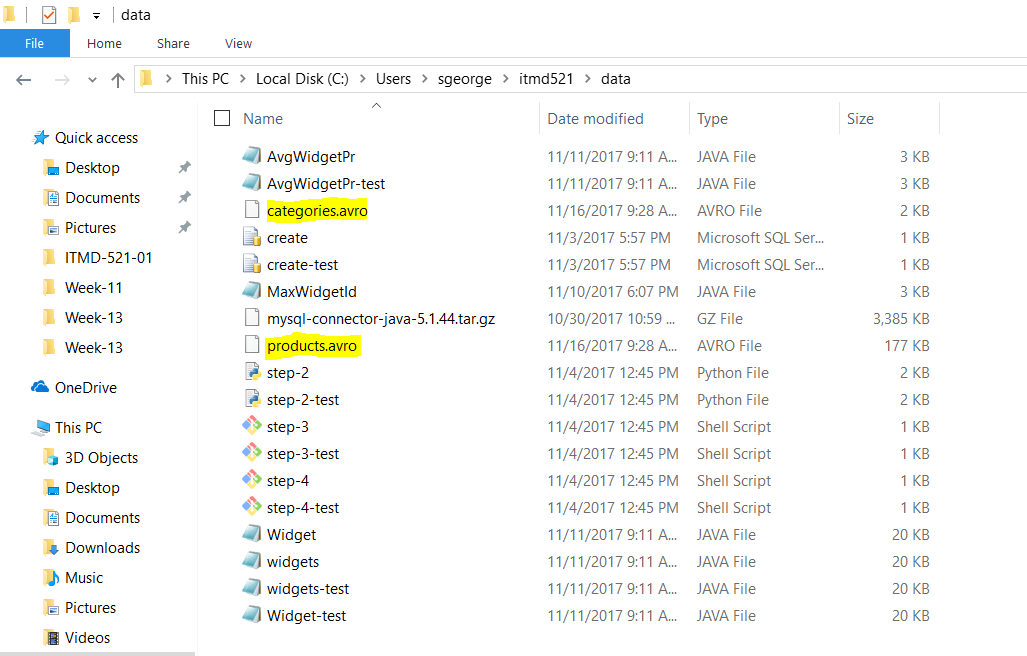 data
File Home Share View
This PC Local Disk (C:) Users sgeorge itmd521 data
Name Date modified Type Size
Quick access
Desktop
Documents
Pictures
ITMD-521-01
Week-11
Week-13
Week-13
OneDrive
This PC
3D Objects
Desktop
Documents
Downloads
Music
Pictures
Videos
AvgWidgetPr 11/11/2017 9:11 A... JAVA File 3 KB
AvgWidgetPr-test 11/11/2017 9:11 A... JAVA File 3 KB
categories.avro 11/16/2017 9:28 A... AVRO File 2 KB
create 11/3/2017 5:57 PM Microsoft SQL Ser... 1 KB
create-test 11/3/2017 5:57 PM Microsoft SQL Ser... 1 KB
MaxWidgetId 11/10/2017 6:07 PM JAVA File 3 KB
mysql-connector-java-5.1.44.tar.gz 10/30/2017 10:59 ... GZ File 3,385 KB
products.avro 11/16/2017 9:28 A... AVRO File 177 KB
step-2 11/4/2017 12:45 PM Python File 2 KB
step-2-test 11/4/2017 12:45 PM Python File 2 KB
step-3 11/4/2017 12:45 PM Shell Script 1 KB
step-3-test 11/4/2017 12:45 PM Shell Script 1 KB
step-4 11/4/2017 12:45 PM Shell Script 1 KB
step-4-test 11/4/2017 12:45 PM Shell Script 1 KB
Widget 11/11/2017 9:11 A... JAVA File 20 KB
widgets 11/11/2017 9:11 A... JAVA File 20 KB
widgets-test 11/11/2017 9:11 A... JAVA File 20 KB
Widget-test 11/11/2017 9:11 A... JAVA File 20 KB